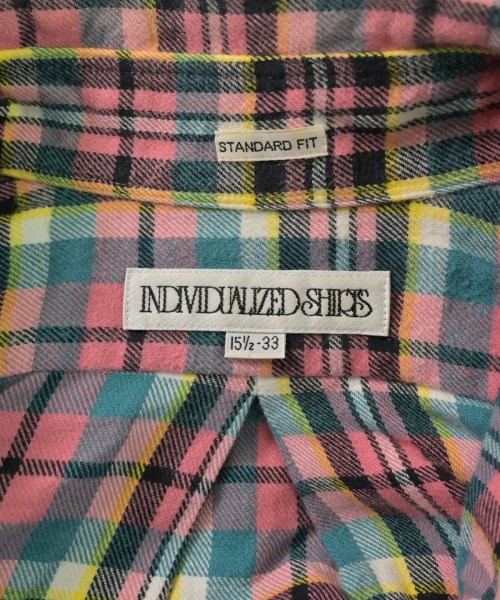 STANDARD FIT
INDIVIDUALIZED SHIRTS
15½-33